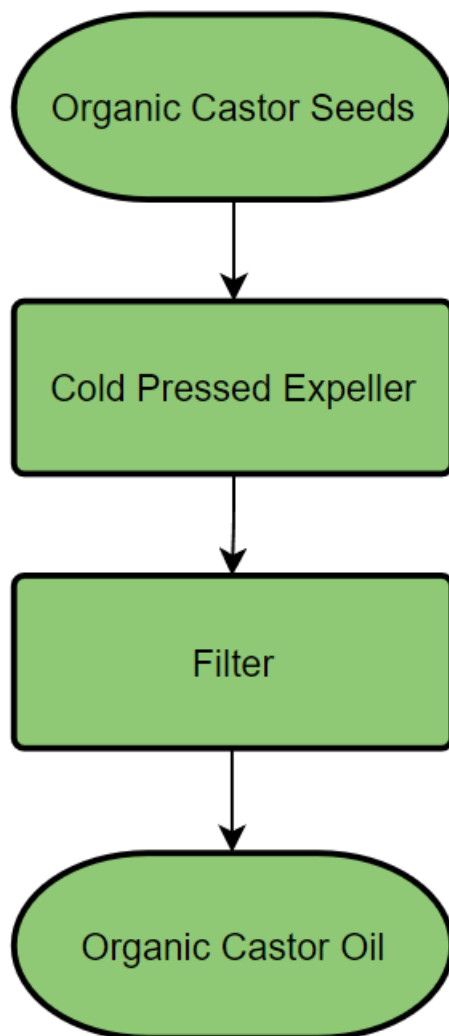 Organic Castor Seeds
Cold Pressed Expeller
Filter
Organic Castor Oil